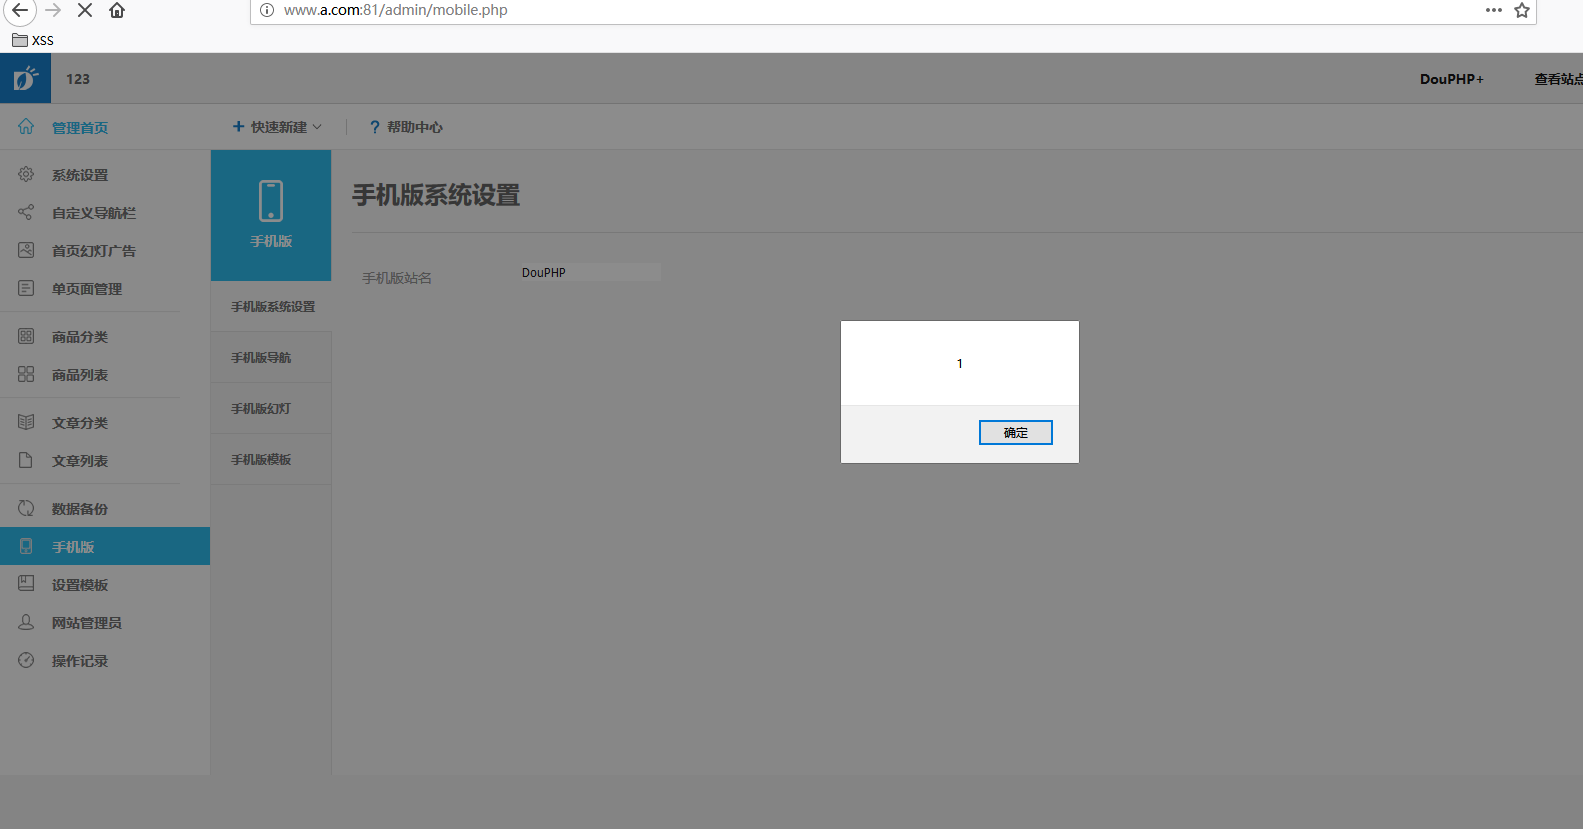 www.a.com:81/admin/mobile.php
XSS
123
DouPHP+
查看站点
管理首页
+ 快速新建
? 帮助中心
系统设置
自定义导航栏
首页幻灯广告
单页面管理
商品分类
商品列表
文章分类
文章列表
数据备份
手机版
设置模板
网站管理员
操作记录
手机版
手机版系统设置
手机版导航
手机版幻灯
手机版模板
手机版系统设置
手机版站名
DouPHP
1
确定